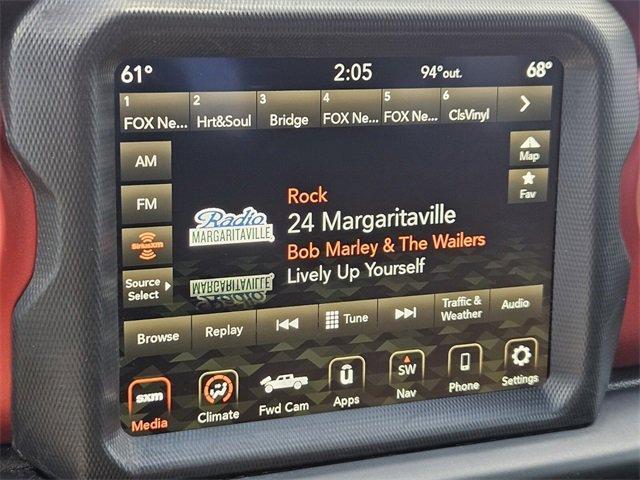 61° 2:05 94°out. 68°
1 2 3 4 5 6
FOX Ne... Hrt&Soul Bridge FOX Ne... FOX Ne... ClsVinyl
AM
Map
FM
Fav
Rock
Radio
MARGARITAVILLE
24 Margaritaville
SiriusXM
Bob Marley & The Wailers
Lively Up Yourself
Source
Select
MARGARITAVILLE
Radio
Browse Replay Tune Traffic &
Weather Audio
SW
sxm
Media Climate Fwd Cam Apps Nav Phone Settings